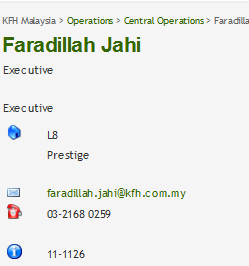 KFH Malaysia > Operations > Central Operations > Faradilla
Faradillah Jahi
Executive
Executive
L8
Prestige
faradillah.jahi@kfh.com.my
03-2168 0259
11-1126